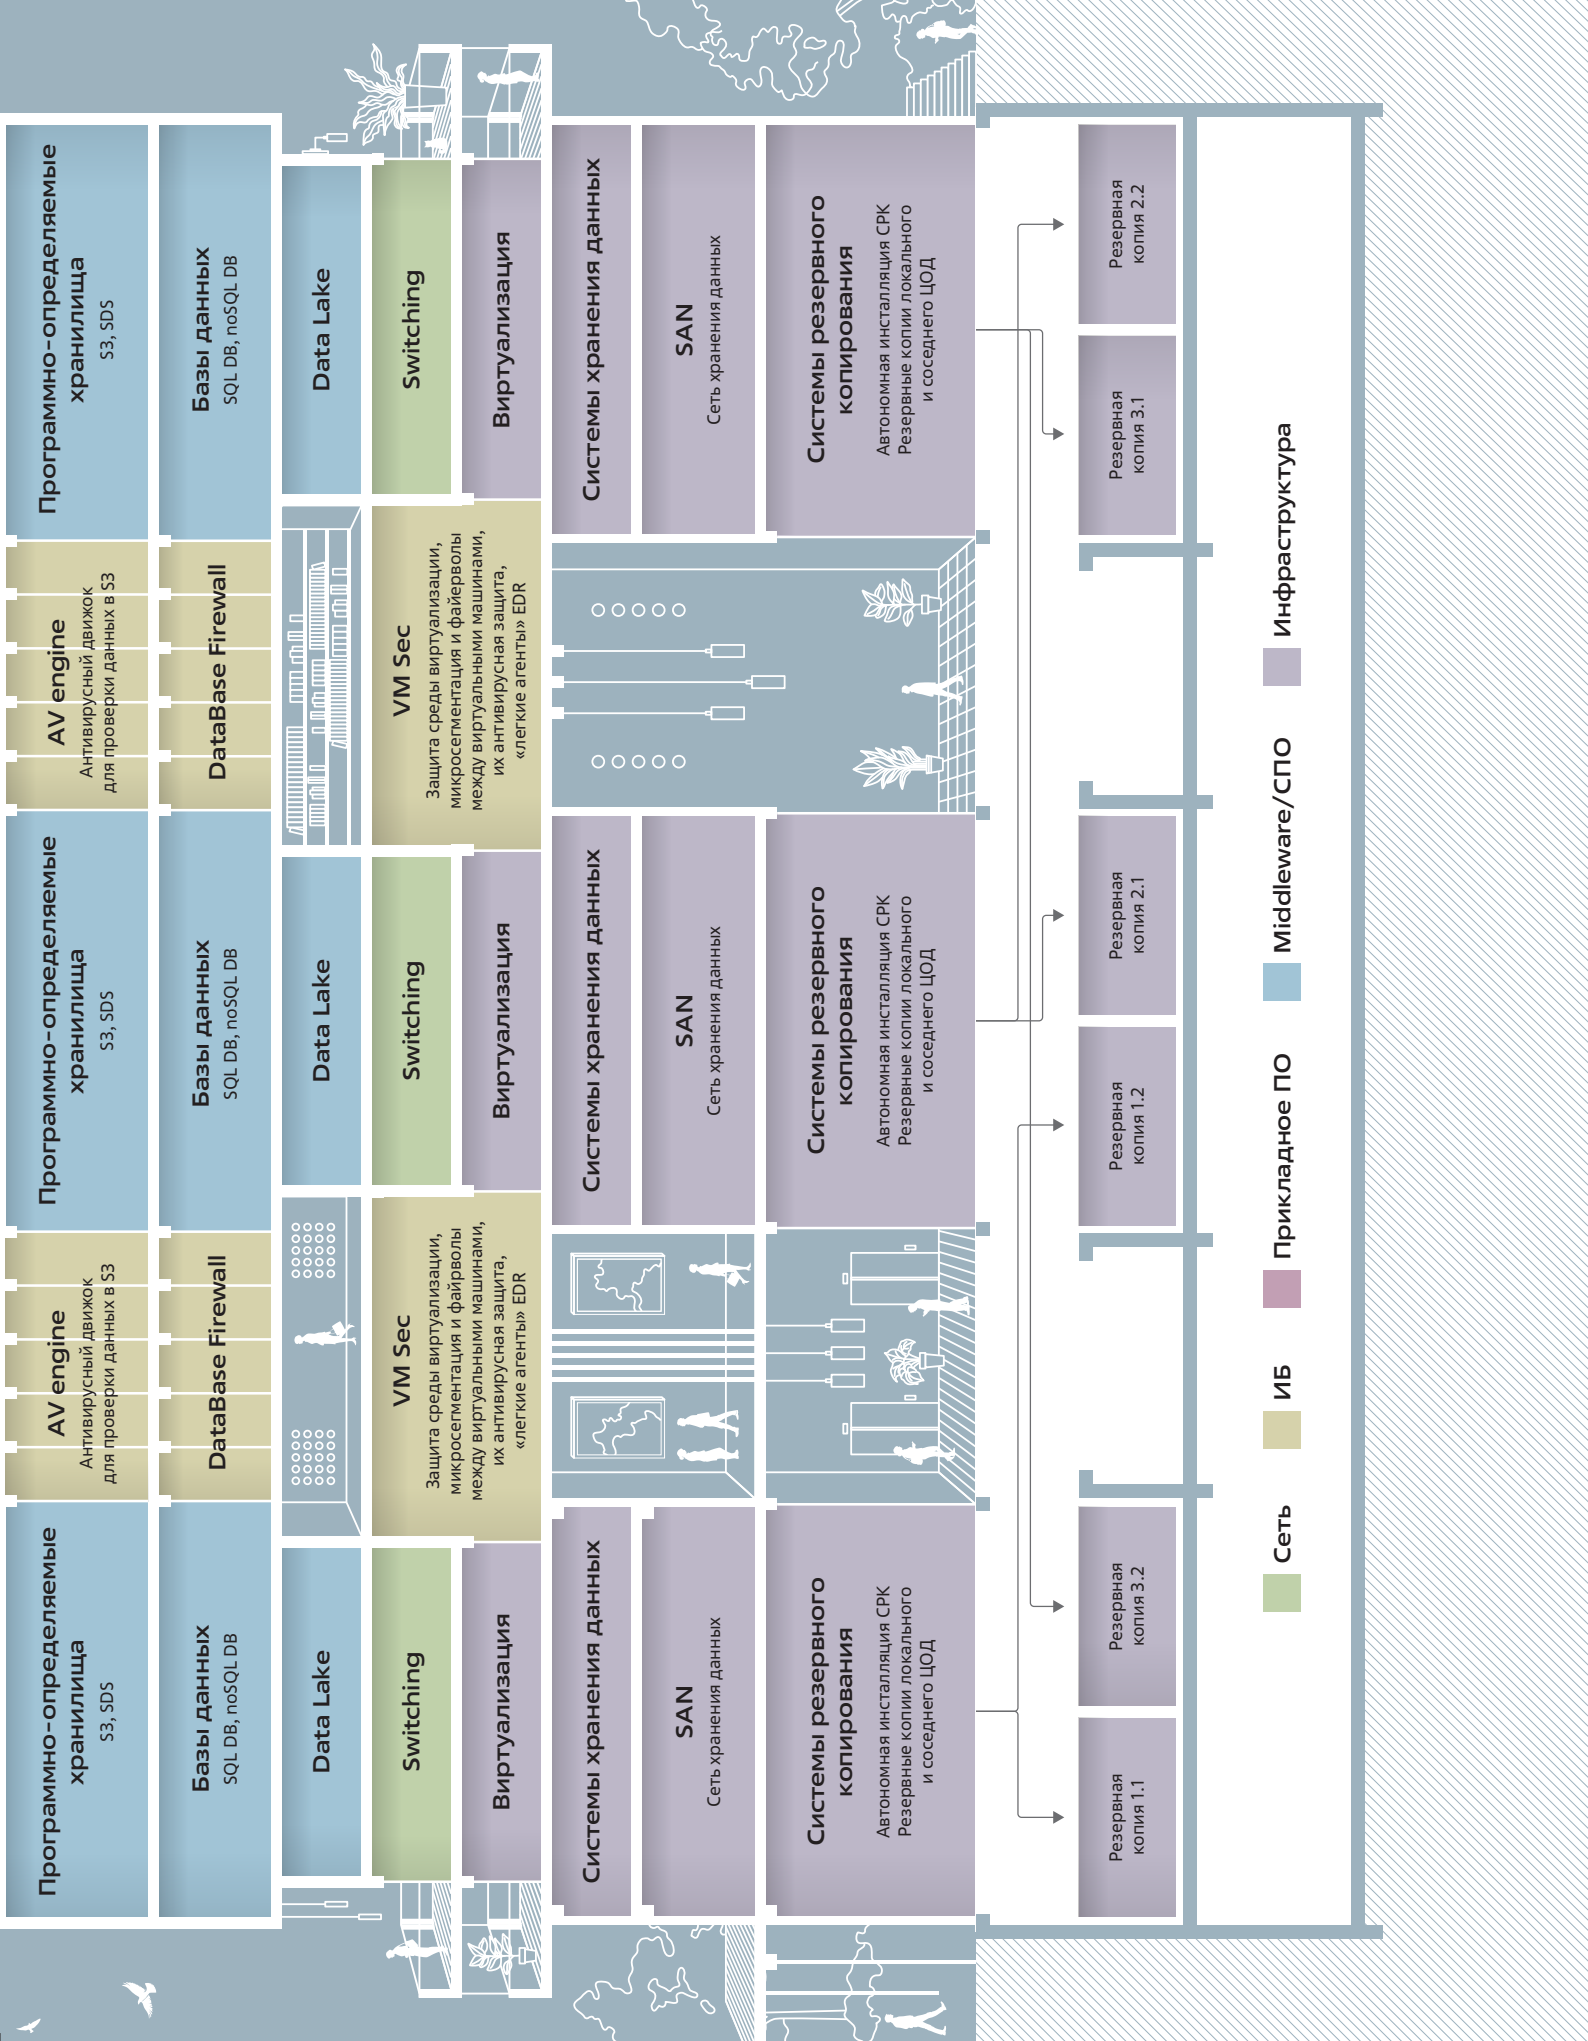 Программно-определяемые
хранилища
S3, SDS
AV engine
Антивирусный движок
для проверки данных в S3
Программно-определяемые
хранилища
S3, SDS
AV engine
Антивирусный движок
для проверки данных в S3
Программно-определяемые
хранилища
S3, SDS
Базы данных
SQL DB, noSQL DB
DataBase Firewall
Базы данных
SQL DB, noSQL DB
DataBase Firewall
Базы данных
SQL DB, noSQL DB
Data Lake
Data Lake
Data Lake
Switching
VM Sec
Защита среды виртуализации,
микросегментация и файрволы
между виртуальными машинами,
их антивирусная защита,
«легкие агенты» EDR
Switching
VM Sec
Защита среды виртуализации,
микросегментация и файерволы
между виртуальными машинами,
их антивирусная защита,
«легкие агенты» EDR
Switching
Виртуализация
Виртуализация
Виртуализация
Системы хранения данных
Системы хранения данных
Системы хранения данных
SAN
Сеть хранения данных
SAN
Сеть хранения данных
SAN
Сеть хранения данных
Системы резервного
копирования
Автономная инсталляция СРК
Резервные копии локального
и соседнего ЦОД
Системы резервного
копирования
Автономная инсталляция СРК
Резервные копии локального
и соседнего ЦОД
Системы резервного
копирования
Автономная инсталляция СРК
Резервные копии локального
и соседнего ЦОД
Резервная
копия 1.1
Резервная
копия 3.2
Резервная
копия 1.2
Резервная
копия 2.1
Резервная
копия 3.1
Резервная
копия 2.2
Сеть
ИБ
Прикладное ПО
Middleware/СПО
Инфраструктура